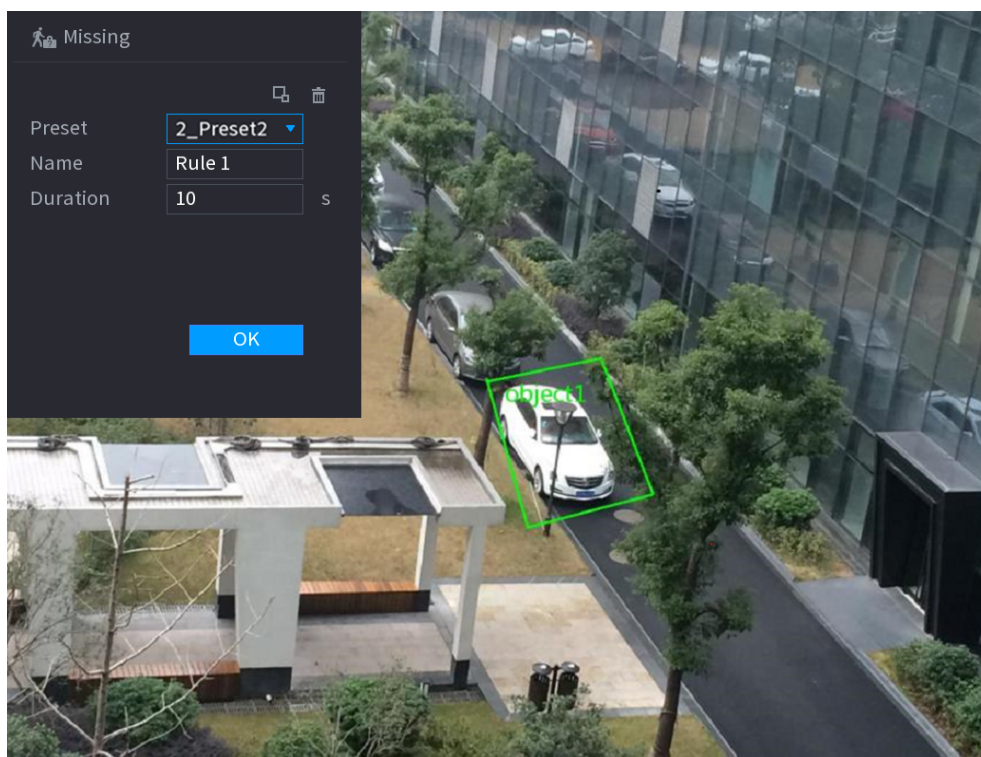 Missing
Preset 2_Preset2
Name Rule 1
Duration 10 s
OK
object1